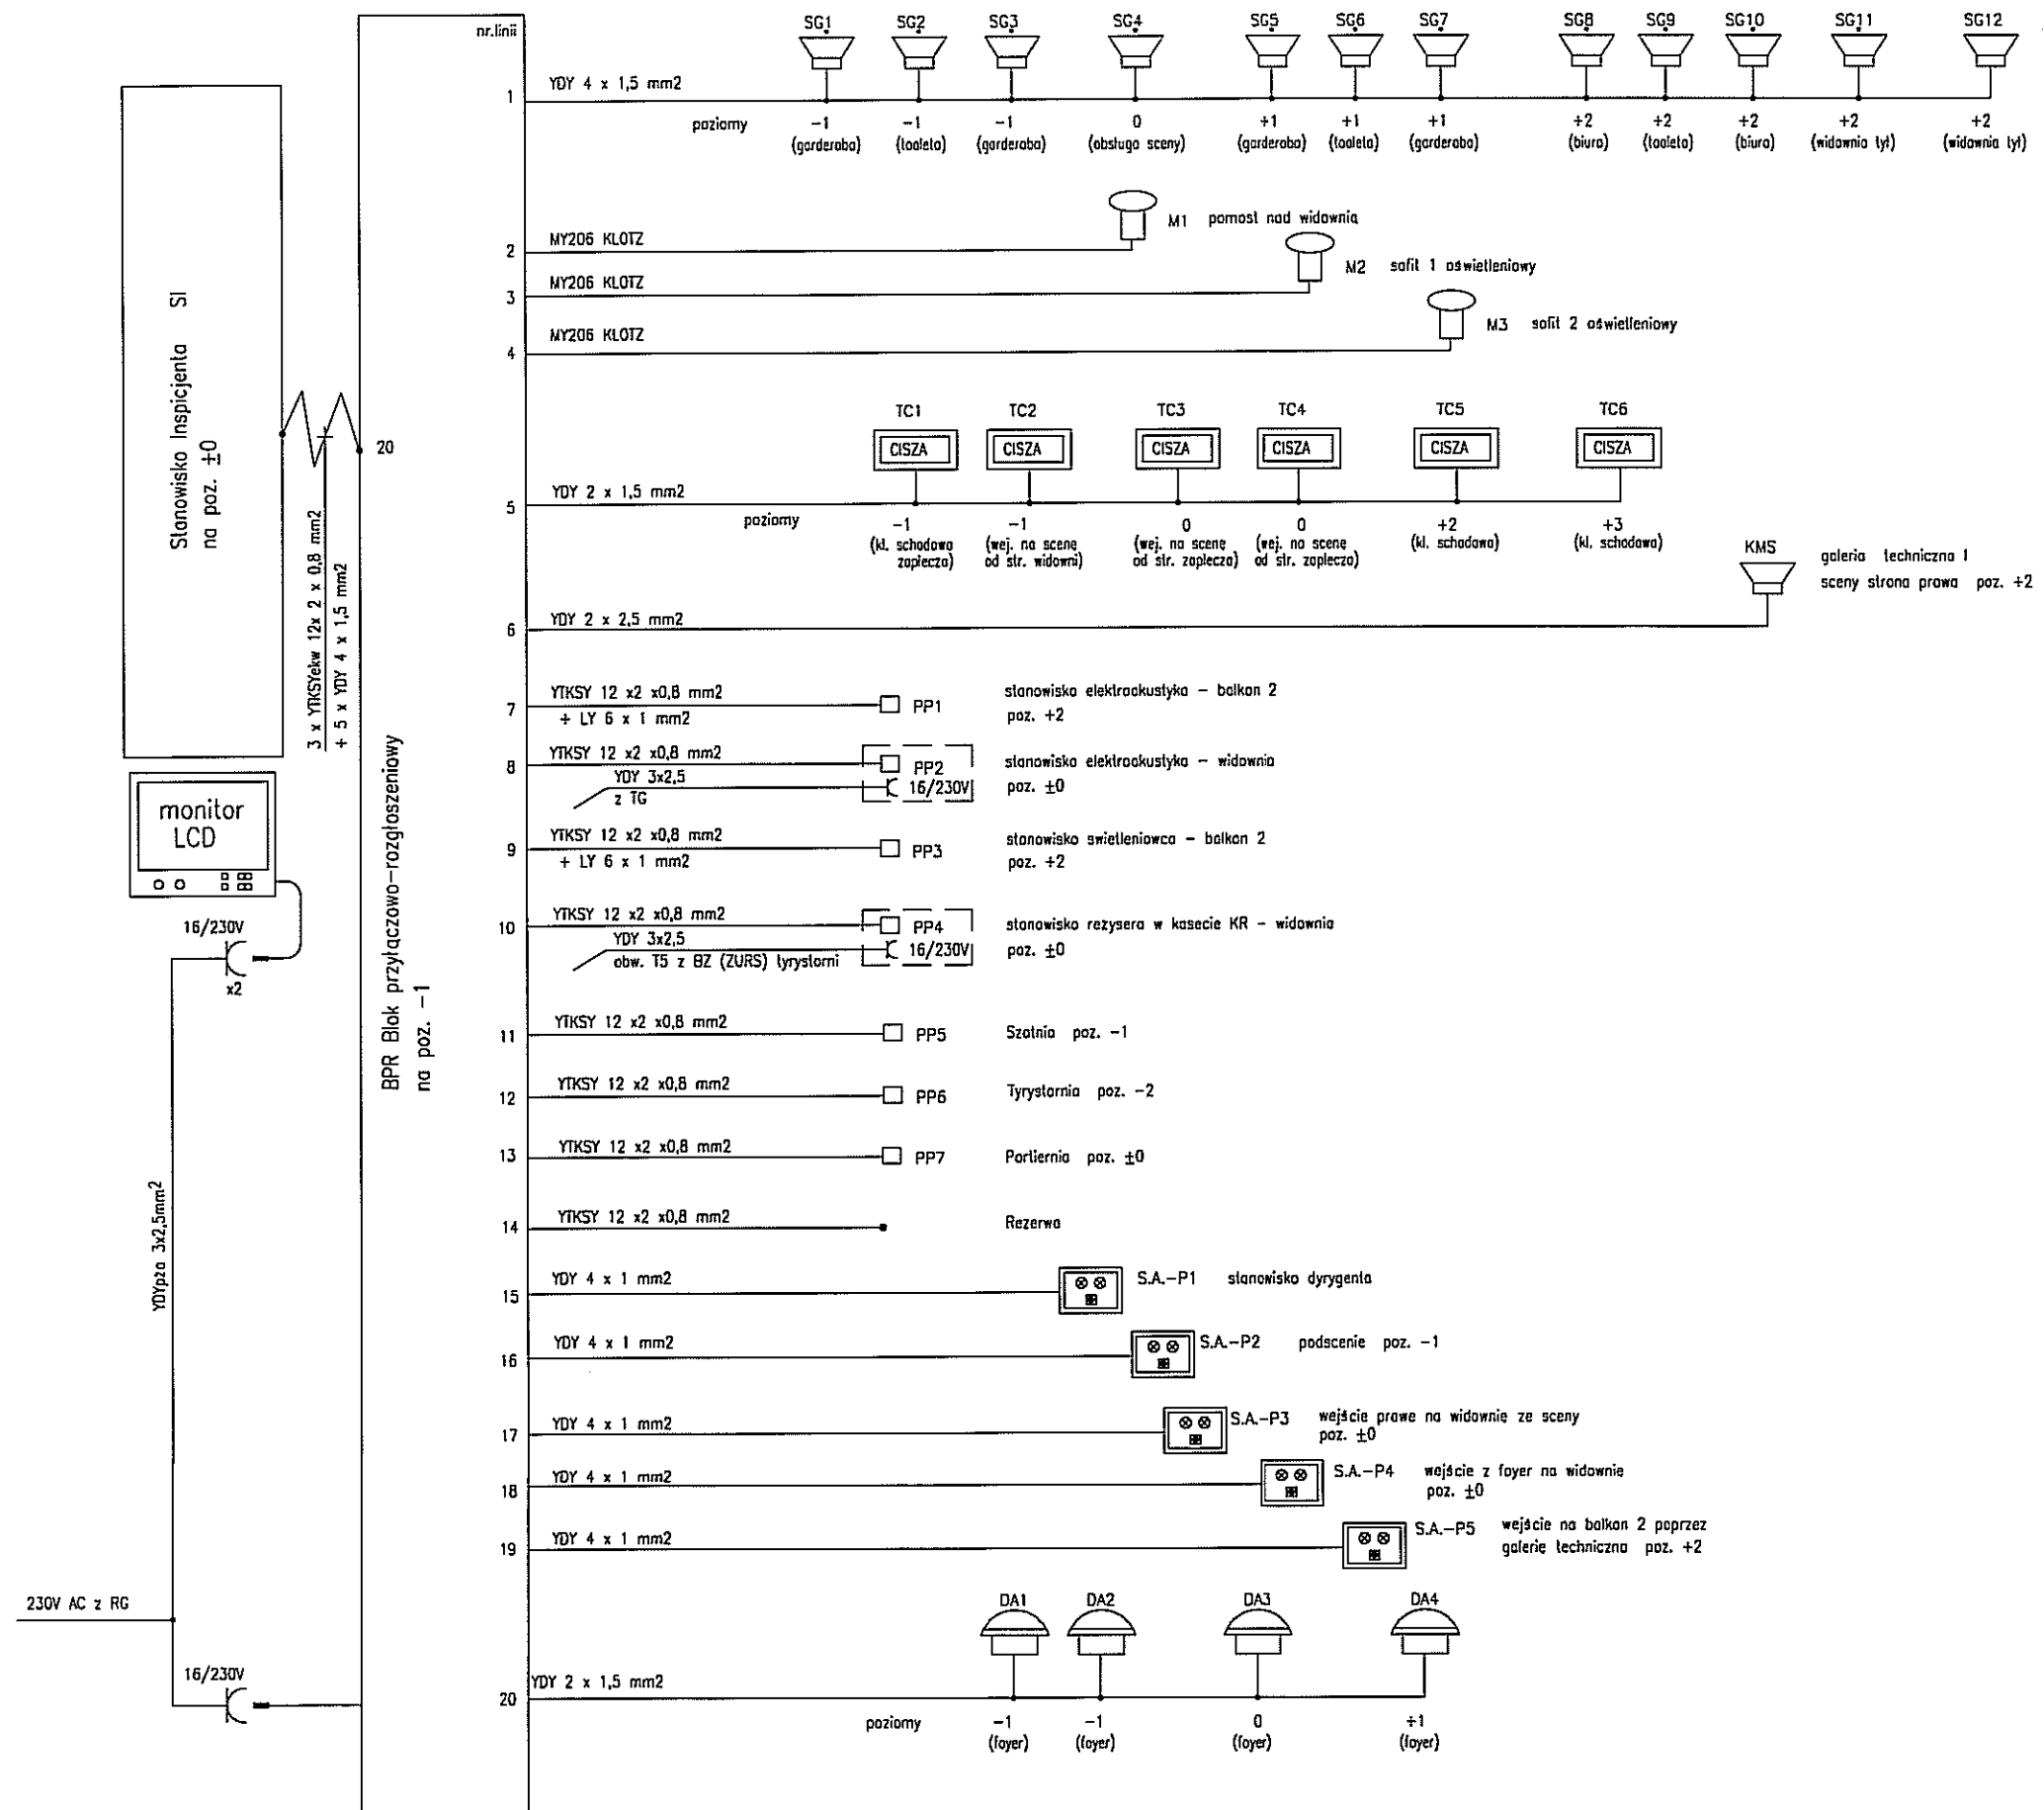 nr.linii
SG1 SG2 SG3 SG4 SG5 SG6 SG7 SG8 SG9 SG10 SG11 SG12
1 YDY 4 x 1,5 mm2
poziomy -1 -1 -1 0 +1 +1 +1 +2 +2 +2 +2 +2
(garderoba) (toaleta) (garderoba) (obsługa sceny) (garderoba) (toaleta) (garderoba) (biuro) (toaleta) (biuro) (widownia tył) (widownia tył)
M1 pomost nad widownią
2 MY206 KLOTZ
M2 sofit 1 oświetleniowy
3 MY206 KLOTZ
M3 sofit 2 oświetleniowy
4 MY206 KLOTZ
Stanowisko Inspicjenta SI
na poz. ±0
20
3 x YTKSYekw 12x 2 x 0,8 mm2
+ 5 x YDY 4 x 1,5 mm2
TC1 TC2 TC3 TC4 TC5 TC6
CISZA CISZA CISZA CISZA CISZA CISZA
5 YDY 2 x 1,5 mm2
poziomy -1 -1 0 0 +2 +3
(kl. schodowa (wej. na scenę (wej. na scenę (wej. na scenę (kl. schodowa) (kl. schodowa)
zaplecza) od str. widowni) od str. zaplecza) od str. zaplecza)
KMS galeria techniczna 1
sceny strona prawa poz. +2
6 YDY 2 x 2,5 mm2
BPR Blok przyłączowo-rozgłoszeniowy
na poz. -1
7 YTKSY 12 x2 x0,8 mm2 PP1 stanowisko elektroakustyka - balkon 2
+ LY 6 x 1 mm2 poz. +2
8 YTKSY 12 x2 x0,8 mm2 PP2 stanowisko elektroakustyka - widownia
YDY 3x2,5 16/230V poz. ±0
z TG
monitor
LCD
9 YTKSY 12 x2 x0,8 mm2 PP3 stanowisko swietleniowca - balkon 2
+ LY 6 x 1 mm2 poz. +2
10 YTKSY 12 x2 x0,8 mm2 PP4 stanowisko reżysera w kasecie KR - widownia
YDY 3x2,5 16/230V poz. ±0
obw. T5 z BZ (ZURS) tyrystorni
16/230V
x2
11 YTKSY 12 x2 x0,8 mm2 PP5 Szatnia poz. -1
12 YTKSY 12 x2 x0,8 mm2 PP6 Tyrystornia poz. -2
13 YTKSY 12 x2 x0,8 mm2 PP7 Portiernia poz. ±0
YDYpżo 3x2,5mm2
14 YTKSY 12 x2 x0,8 mm2 Rezerwa
15 YDY 4 x 1 mm2 S.A.-P1 stanowisko dyrygenta
16 YDY 4 x 1 mm2 S.A.-P2 podscenie poz. -1
17 YDY 4 x 1 mm2 S.A.-P3 wejście prawe na widownię ze sceny
poz. ±0
18 YDY 4 x 1 mm2 S.A.-P4 wejście z foyer na widownie
poz. ±0
19 YDY 4 x 1 mm2 S.A.-P5 wejście na balkon 2 poprzez
galerię techniczna poz. +2
230V AC z RG
16/230V
DA1 DA2 DA3 DA4
20 YDY 2 x 1,5 mm2
poziomy -1 -1 0 +1
(foyer) (foyer) (foyer) (foyer)